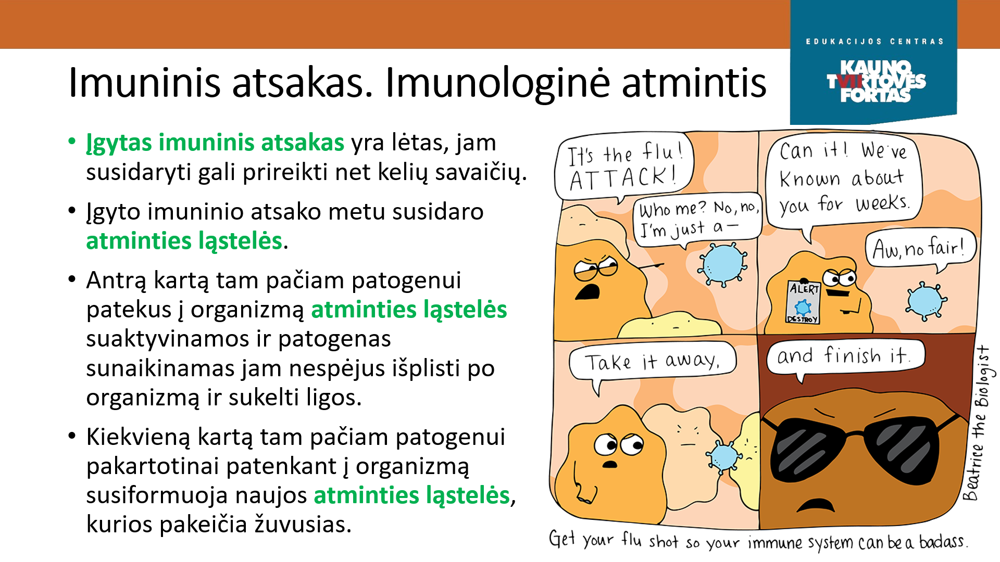 EDUKACIJOS CENTRAS
KAUNO
TVIIRTOVĖS
FORTAS
Imuninis atsakas. Imunologinė atmintis
• Įgytas imuninis atsakas yra lėtas, jam
susidaryti gali prireikti net kelių savaičių.
• Įgyto imuninio atsako metu susidaro
atminties ląstelės.
• Antrą kartą tam pačiam patogenui
patekus į organizmą atminties ląstelės
suaktyvinamos ir patogenas
sunaikinamas jam nespėjus išplisti po
organizmą ir sukelti ligos.
• Kiekvieną kartą tam pačiam patogenui
pakartotinai patenkant į organizmą
susiformuoja naujos atminties ląstelės,
kurios pakeičia žuvusias.
It's the flu!
ATTACK!
Who me? No, no,
I'm just a—
Can it! We've
known about
you for weeks.
Aw, no fair!
ALERT
DESTROY
Take it away,
and finish it.
Beatrice the Biologist
Get your flu shot so your immune system can be a badass.